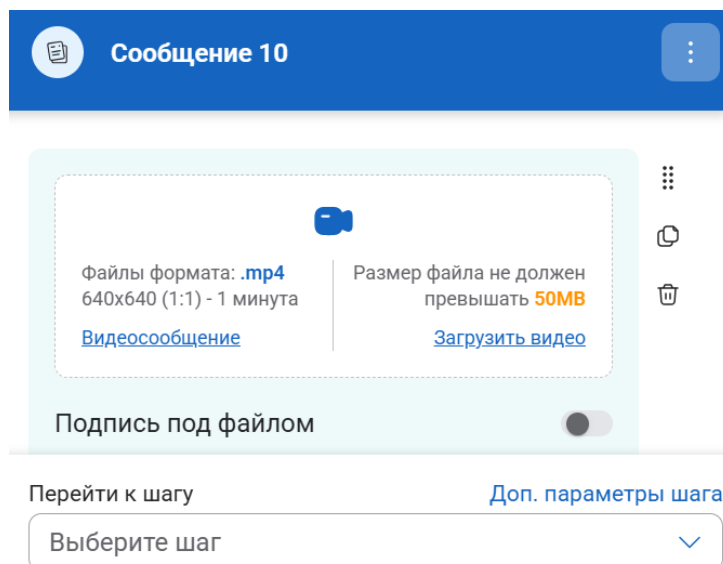 Сообщение 10
Файлы формата: .mp4
640x640 (1:1) - 1 минута
Видеосообщение
Размер файла не должен
превышать 50MB
Загрузить видео
Подпись под файлом
Перейти к шагу
Доп. параметры шага
Выберите шаг